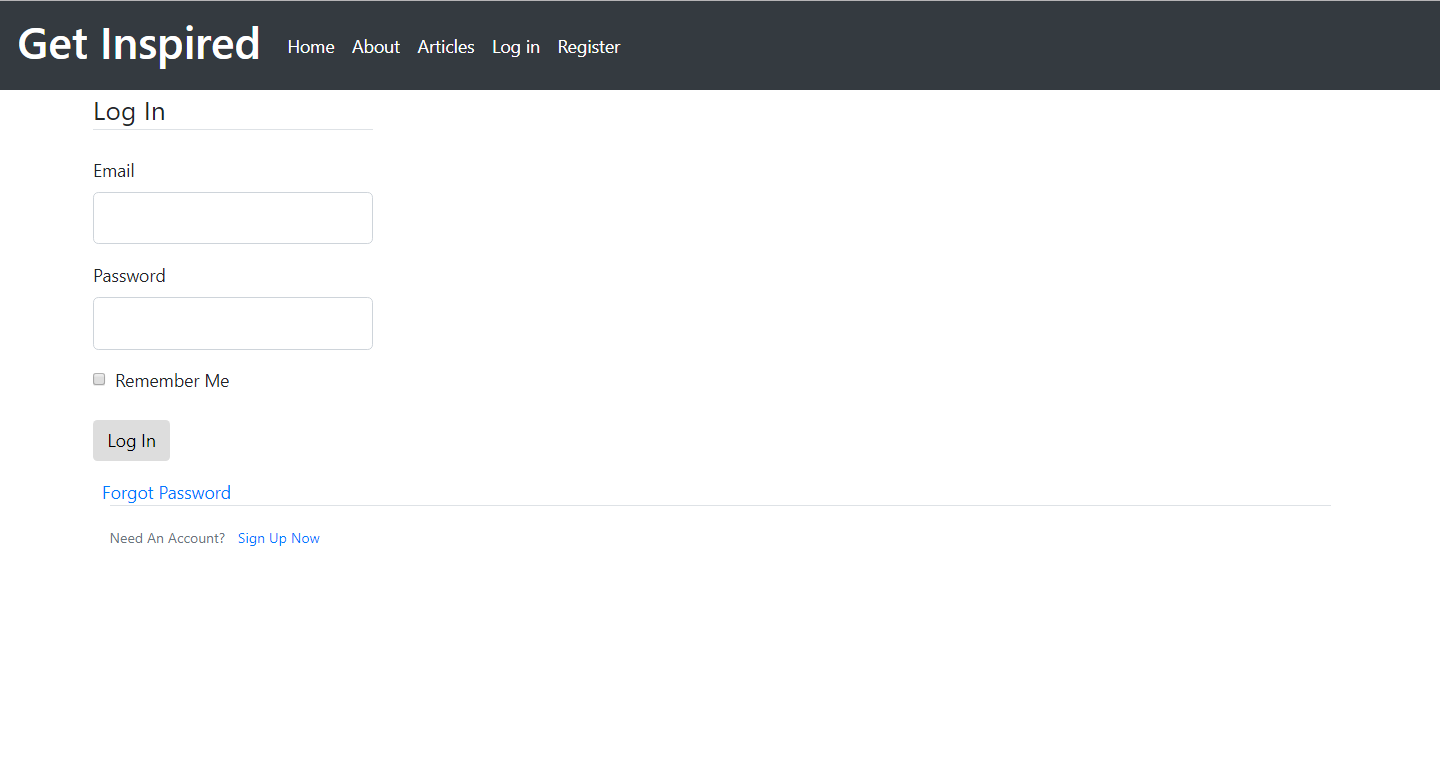 Get Inspired Home About Articles Log in Register
Log In
Email
Password
Remember Me
Log In
Forgot Password
Need An Account? Sign Up Now